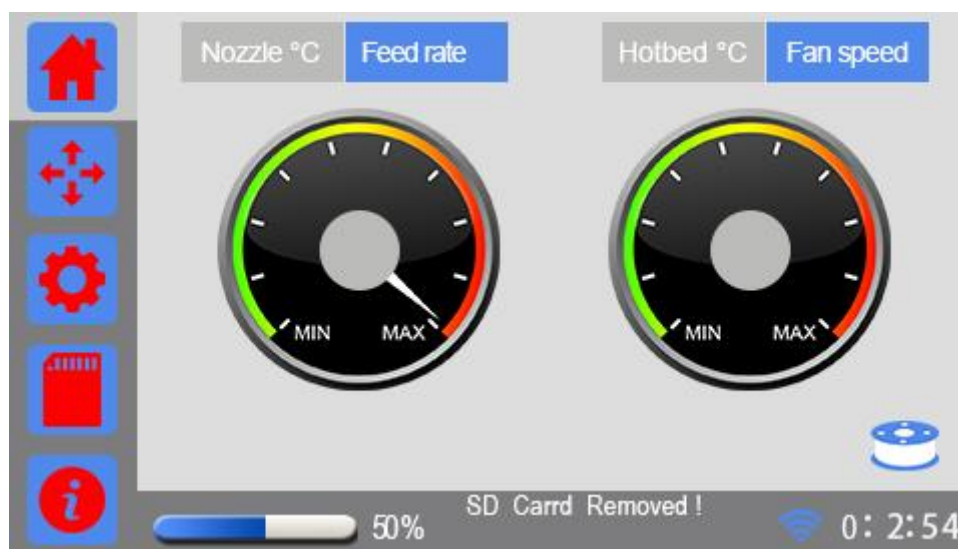 Nozzle °C Feed rate
Hotbed °C Fan speed
MIN MAX
MIN MAX
i
50%
SD Carrd Removed !
0: 2:54